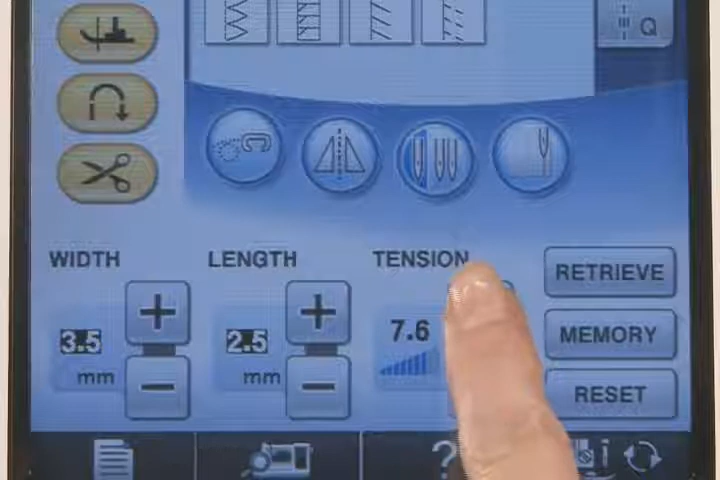 Q
WIDTH
LENGTH
TENSION
RETRIEVE
3.5
2.5
7.6
MEMORY
mm
mm
RESET
?
i